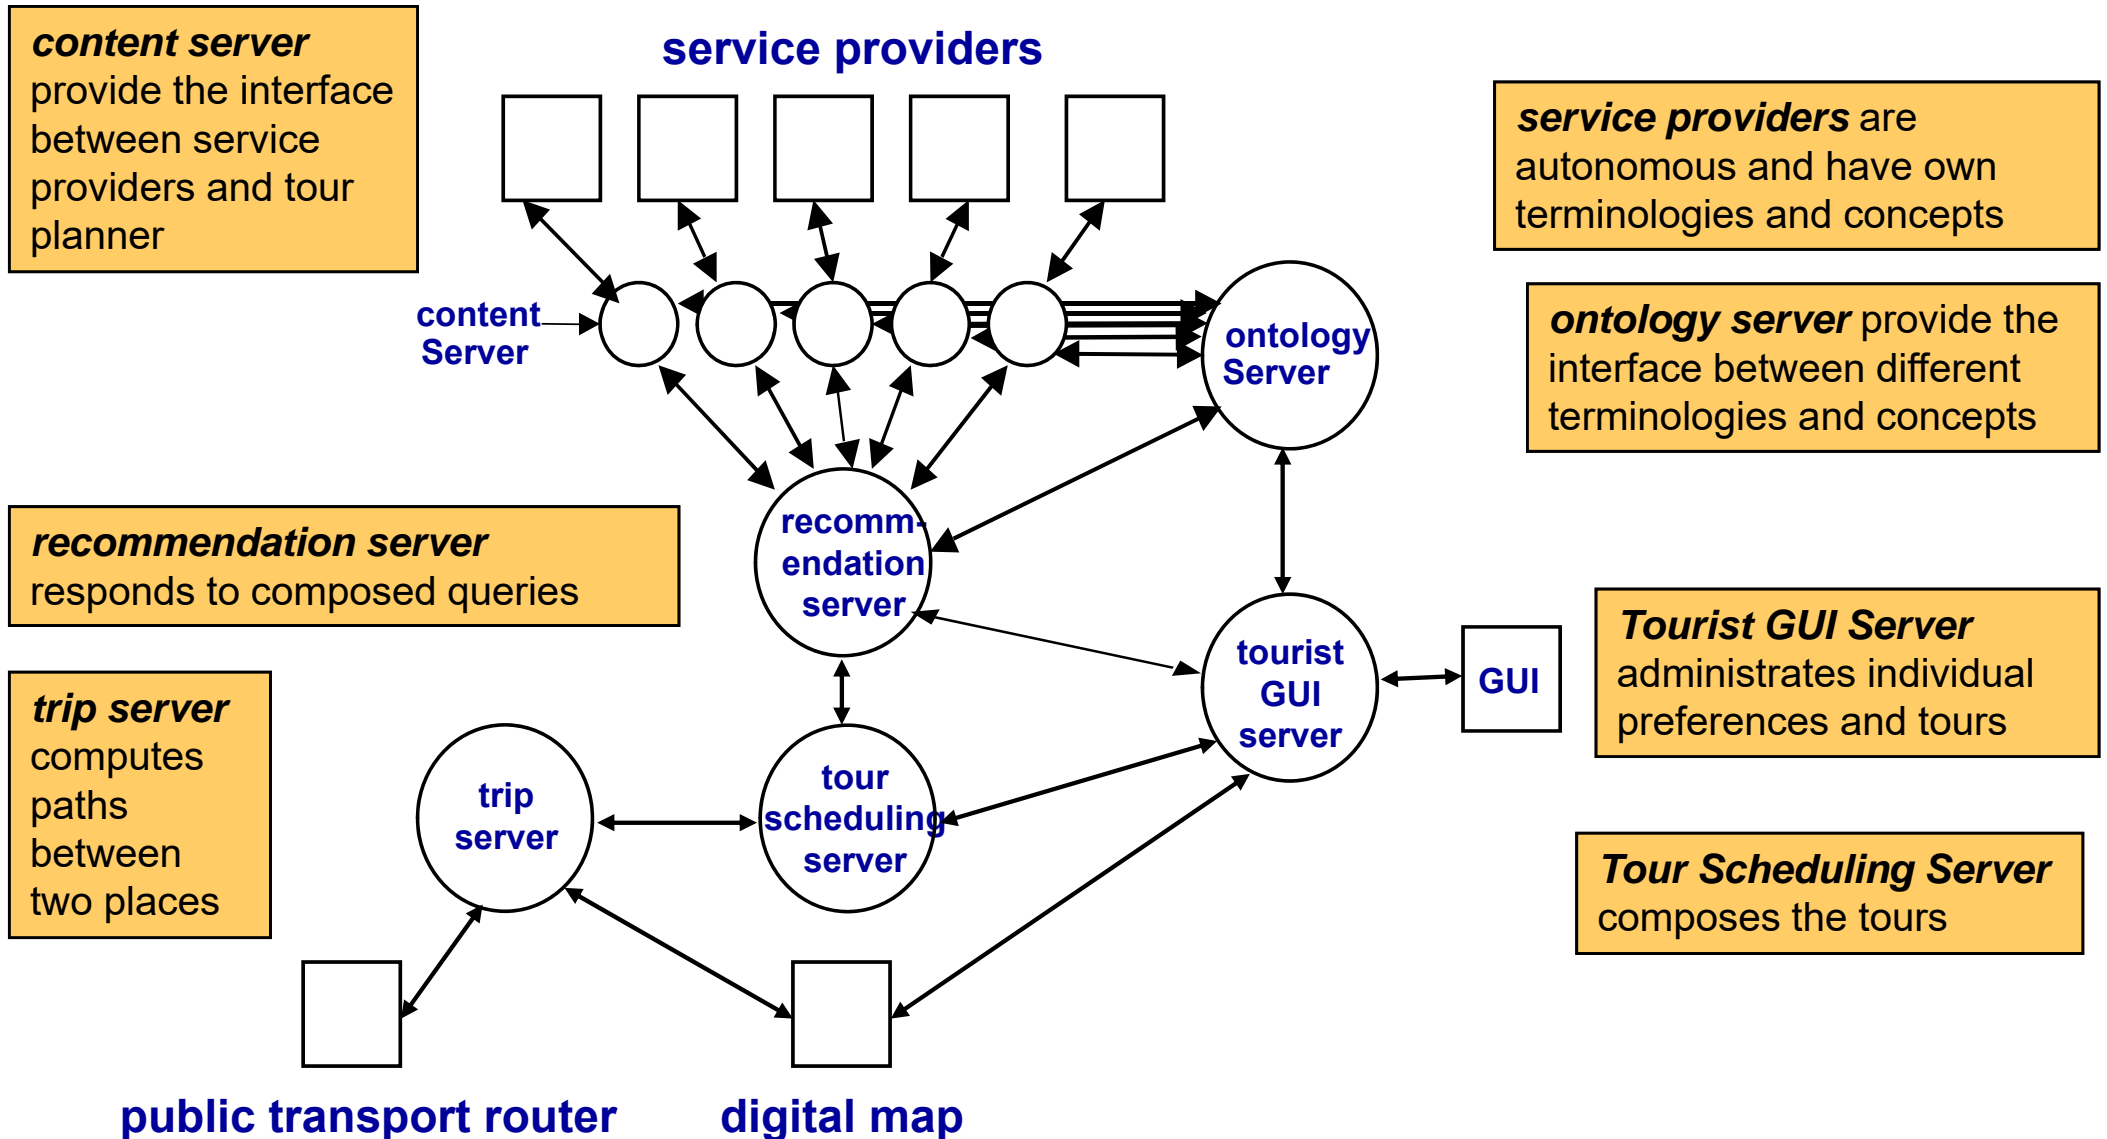 content server
provide the interface
between service
providers and tour
planner
service providers
service providers are
autonomous and have own
terminologies and concepts
content
Server
ontology
Server
ontology server provide the
interface between different
terminologies and concepts
recommendation server
responds to composed queries
recomm-
endation
server
tourist
GUI
server
GUI
Tourist GUI Server
administrates individual
preferences and tours
trip server
computes
paths
between
two places
trip
server
tour
scheduling
server
Tour Scheduling Server
composes the tours
public transport router
digital map